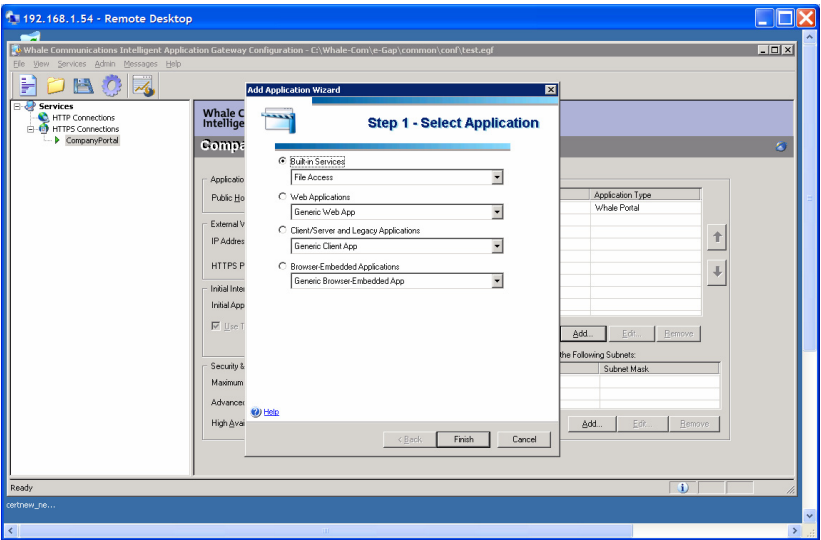 192.168.1.54 - Remote Desktop
Whale Communications Intelligent Application Gateway Configuration - C:\Whale-Com\e-Gap\common\conf\test.egf
File View Services Admin Messages Help
Services
HTTP Connections
HTTPS Connections
CompanyPortal
Whale C
Intellige
Compa
Applicatio
Public Ho
External V
IP Addres
HTTPS P
Initial Inter
Initial App
Use T
Security &
Maximum
Advanced
High Avai
Add Application Wizard
Step 1 - Select Application
Built-in Services
File Access
Web Applications
Generic Web App
Client/Server and Legacy Applications
Generic Client App
Browser-Embedded Applications
Generic Browser-Embedded App
Help
< Back Finish Cancel
Application Type
Whale Portal
Add... Edit... Remove
the Following Subnets:
Subnet Mask
Add... Edit... Remove
Ready
certnew_ne...